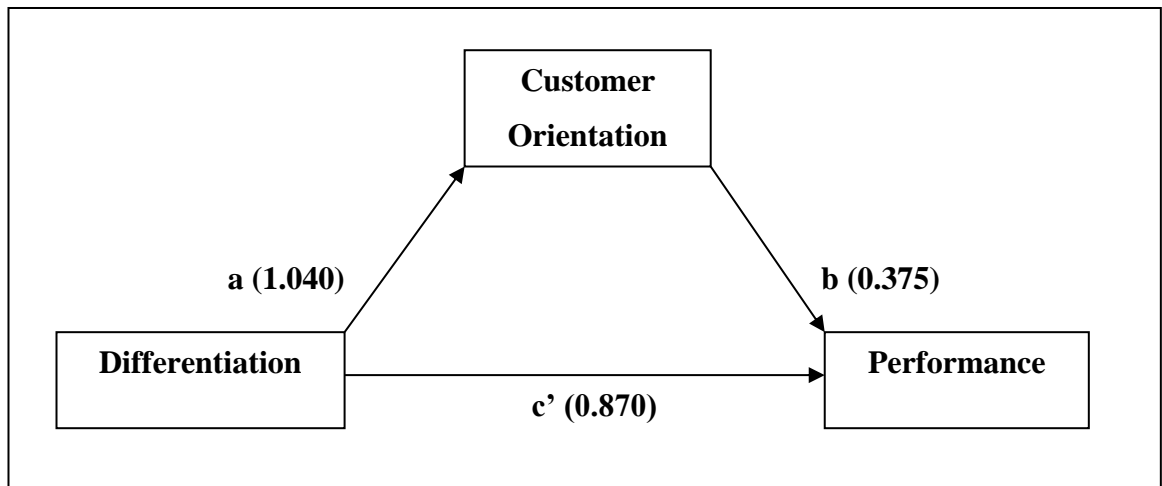 Customer
Orientation
a (1.040)
b (0.375)
Differentiation
Performance
c’ (0.870)